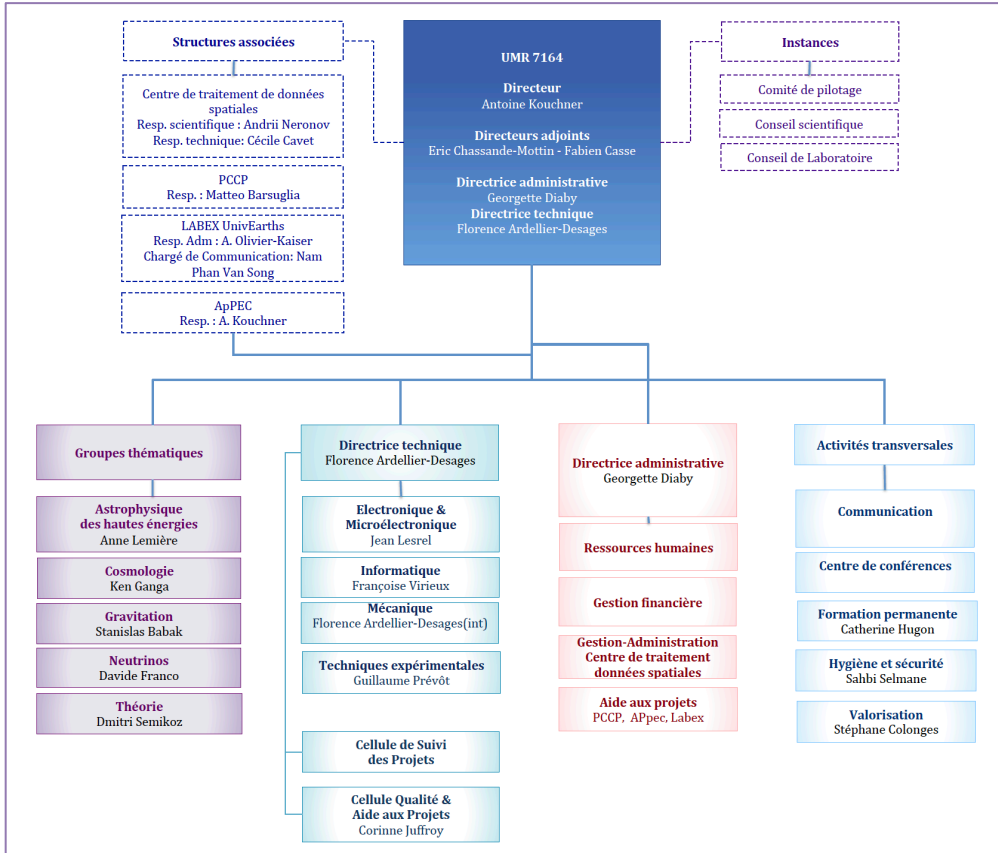 Structures associées
Centre de traitement de données
spatiales
Resp. scientifique : Andrii Neronov
Resp. technique: Cécile Cavet
PCCP
Resp. : Matteo Barsuglia
LABEX UnivEarths
Resp. Adm : A. Olivier-Kaiser
Chargé de Communication: Nam
Phan Van Song
ApPEC
Resp. : A. Kouchner
UMR 7164
Directeur
Antoine Kouchner
Directeurs adjoints
Eric Chassande-Mottin - Fabien Casse
Directrice administrative
Georgette Diaby
Directrice technique
Florence Ardellier-Desages
Instances
Comité de pilotage
Conseil scientifique
Conseil de Laboratoire
Groupes thématiques
Astrophysique
des hautes énergies
Anne Lemière
Cosmologie
Ken Ganga
Gravitation
Stanislas Babak
Neutrinos
Davide Franco
Théorie
Dmitri Semikoz
Directrice technique
Florence Ardellier-Desages
Electronique &
Microélectronique
Jean Lesrel
Informatique
Françoise Virieux
Mécanique
Florence Ardellier-Desages(int)
Techniques expérimentales
Guillaume Prévôt
Cellule de Suivi
des Projets
Cellule Qualité &
Aide aux Projets
Corinne Juffroy
Directrice administrative
Georgette Diaby
Ressources humaines
Gestion financière
Gestion-Administration
Centre de traitement
données spatiales
Aide aux projets
PCCP, APpec, Labex
Activités transversales
Communication
Centre de conférences
Formation permanente
Catherine Hugon
Hygiène et sécurité
Sahbi Selmane
Valorisation
Stéphane Colonges